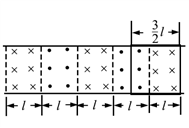 3/2 l
× × • • × × • • × ×
× × • • × × • • × ×
× × • • × × • • × ×
l l l l l